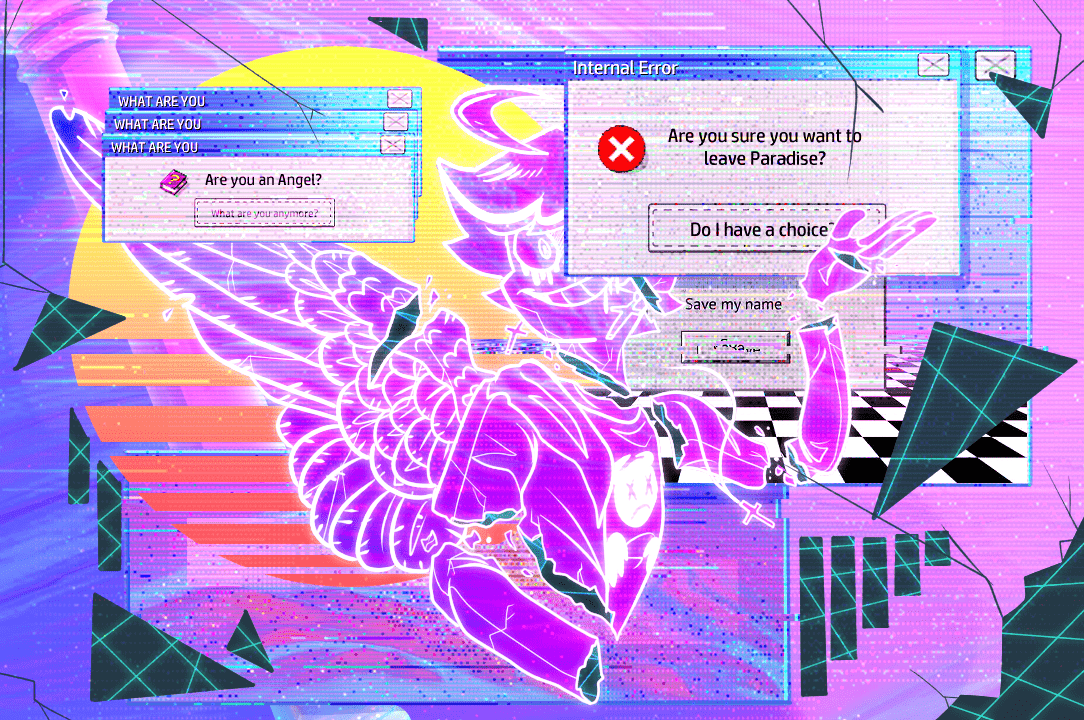 WHAT ARE YOU
WHAT ARE YOU
WHAT ARE YOU
Are you an Angel?
What are you anymore?
Internal Error
Are you sure you want to
leave Paradise?
Do I have a choice?
Save my name